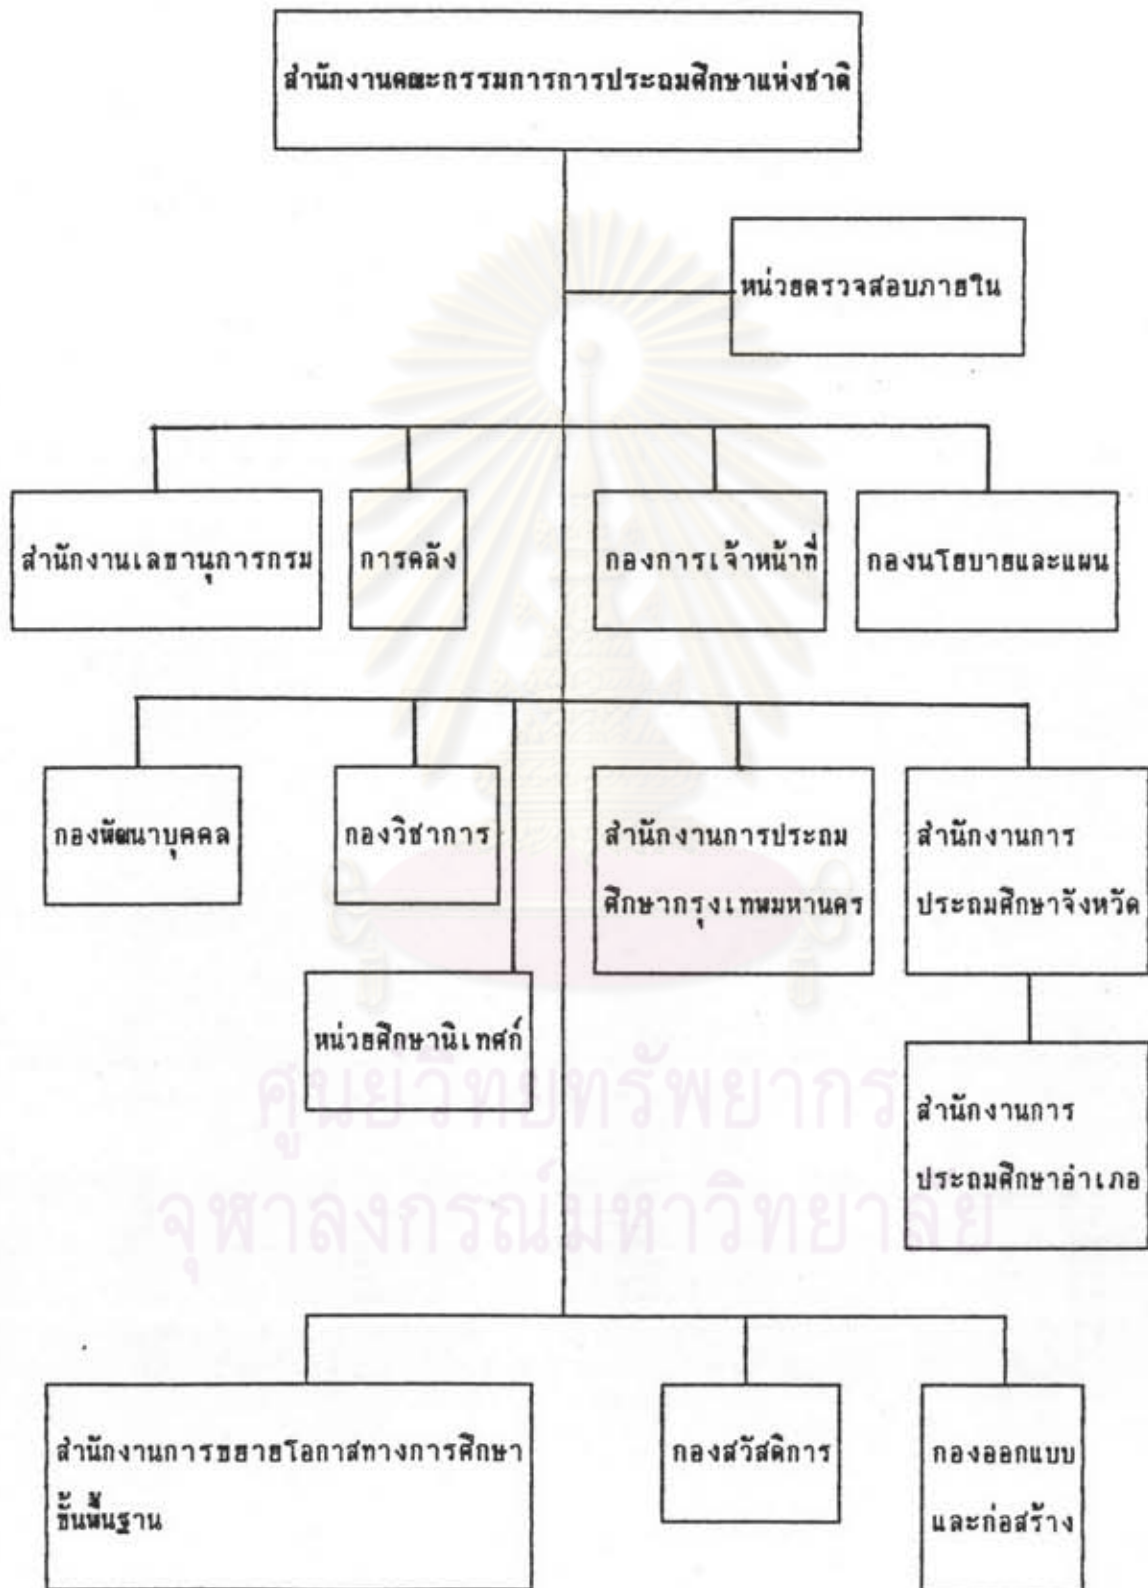 สำนักงานคณะกรรมการการประถมศึกษาแห่งชาติ
หน่วยตรวจสอบภายใน
สำนักงานเลขานุการกรม
การคลัง
กองการเจ้าหน้าที่
กองนโยบายและแผน
กองพัฒนาบุคคล
กองวิชาการ
สำนักงานการประถม
ศึกษากรุงเทพมหานคร
สำนักงานการ
ประถมศึกษาจังหวัด
หน่วยศึกษานิเทศก์
สำนักงานการ
ประถมศึกษาอำเภอ
ศูนย์วิทยทรัพยากร
จุฬาลงกรณ์มหาวิทยาลัย
สำนักงานการขยายโอกาสทางการศึกษา
ขั้นพื้นฐาน
กองสวัสดิการ
กองออกแบบ
และก่อสร้าง